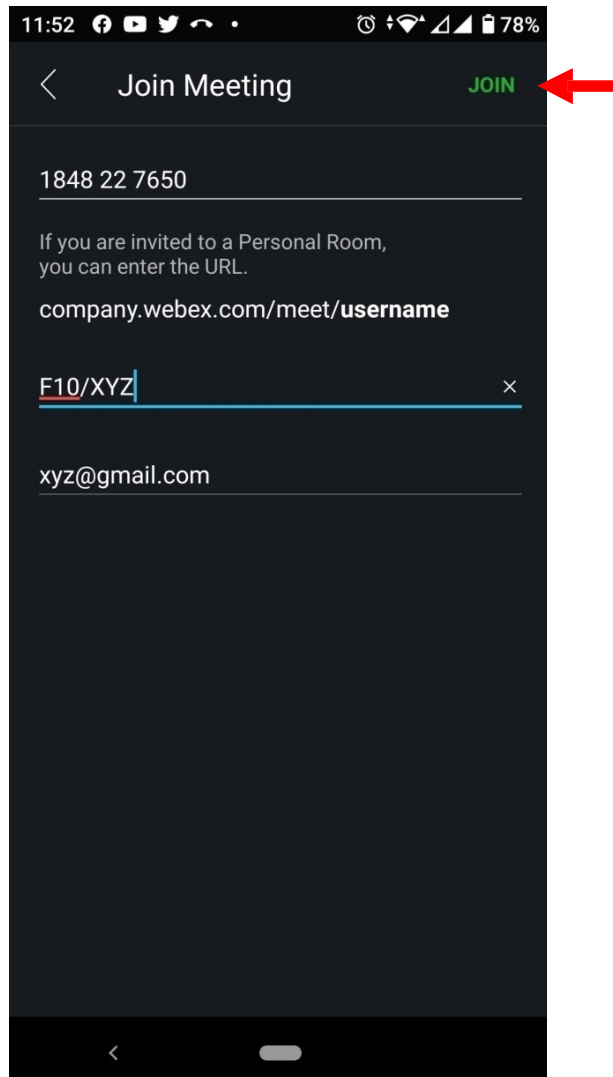 11:52 78%
Join Meeting JOIN
1848 22 7650
If you are invited to a Personal Room,
you can enter the URL.
company.webex.com/meet/username
F10/XYZ
xyz@gmail.com